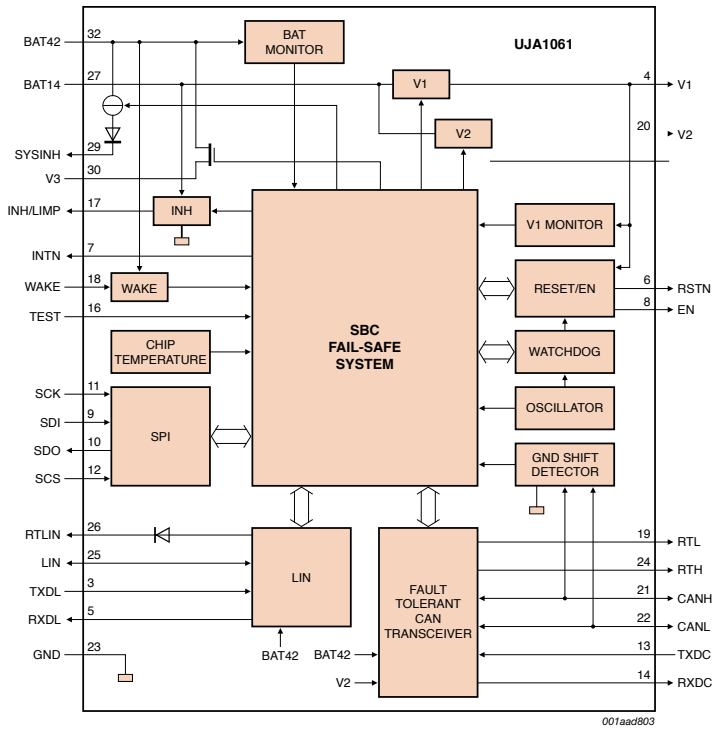 UJA1061
BAT42 32
BAT
MONITOR
BAT14 27
V1
4 V1
V2
20 V2
SYSINH 29
V3 30
INH/LIMP 17
INH
V1 MONITOR
INTN 7
WAKE 18
WAKE
RESET/EN
6 RSTN
8 EN
TEST 16
SBC
FAIL-SAFE
SYSTEM
CHIP
TEMPERATURE
WATCHDOG
SCK 11
SDI 9
SDO 10
SCS 12
SPI
OSCILLATOR
GND SHIFT
DETECTOR
RTLIN 26
LIN 25
TXDL 3
RXDL 5
LIN
BAT42
GND 23
FAULT
TOLERANT
CAN
TRANSCEIVER
BAT42
V2
19 RTL
24 RTH
21 CANH
22 CANL
13 TXDC
14 RXDC
001aad803